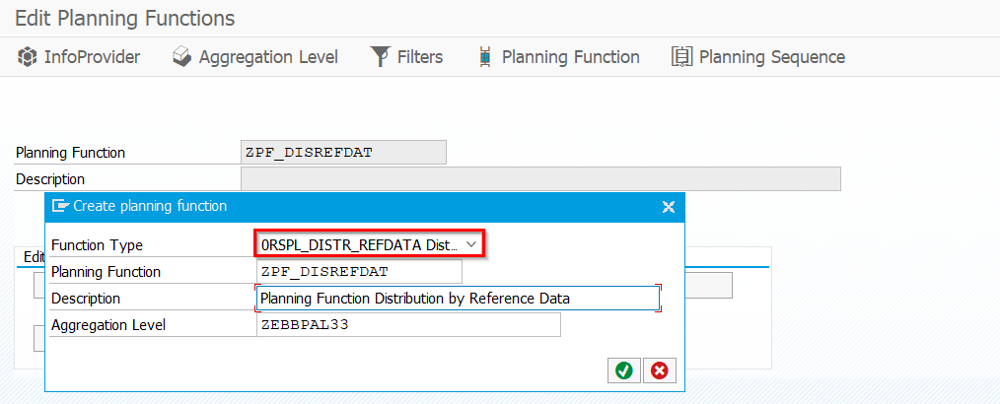 Edit Planning Functions
InfoProvider Aggregation Level Filters Planning Function Planning Sequence
Planning Function ZPF_DISREFDAT
Description
Create planning function
Function Type 0RSPL_DISTR_REFDATA Dist...
Edit
Planning Function ZPF_DISREFDAT
Description Planning Function Distribution by Reference Data
Aggregation Level ZEBBPAL33